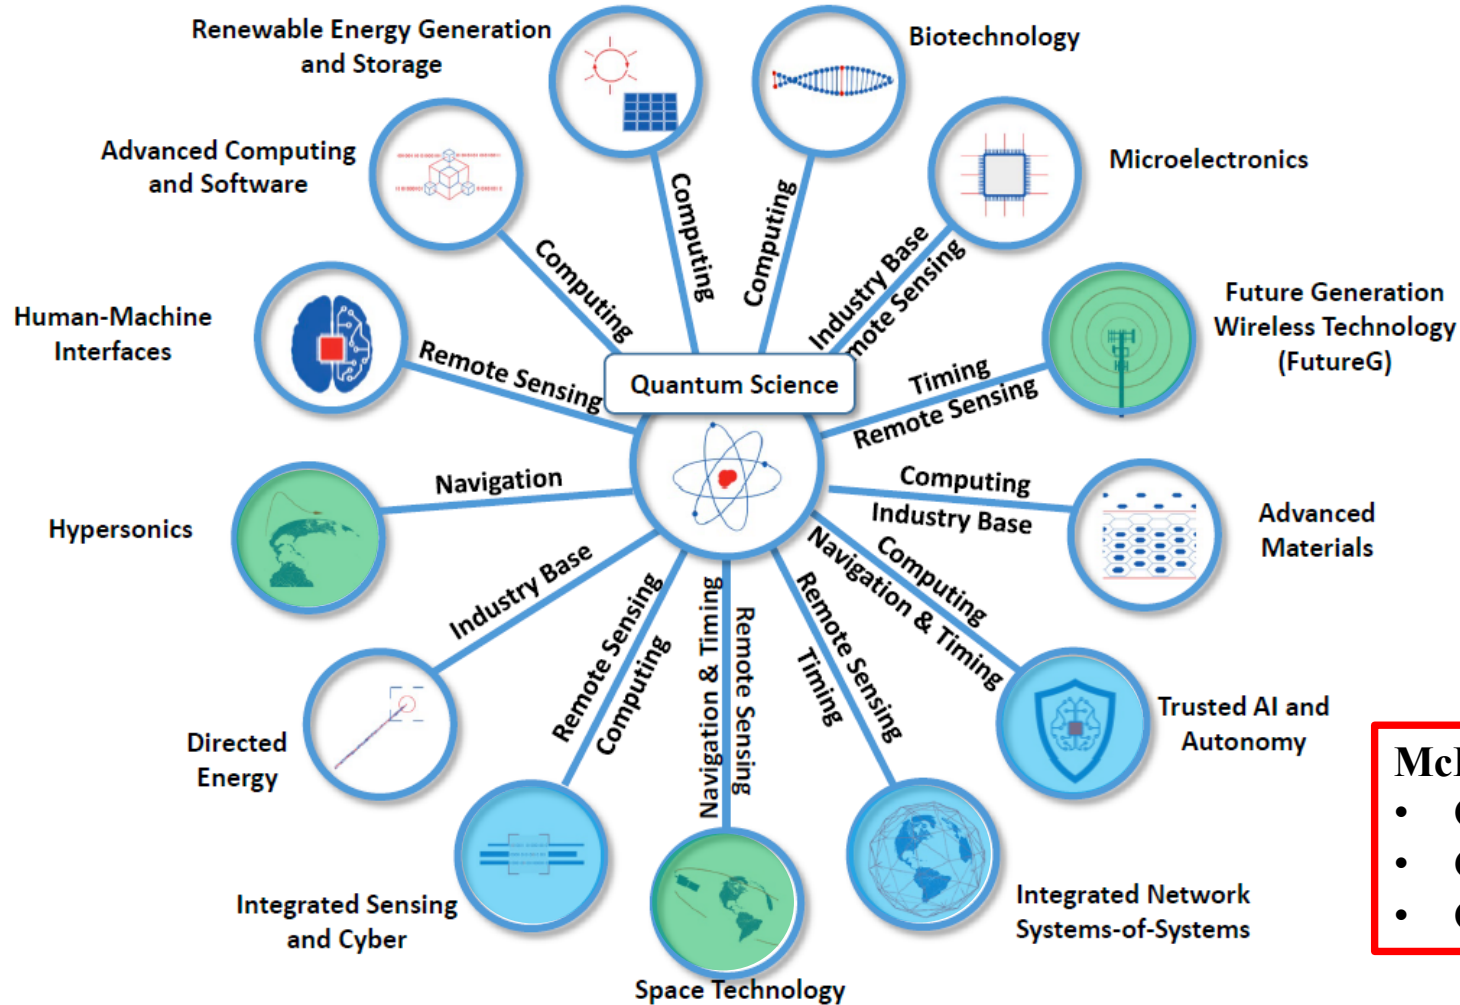 Renewable Energy Generation
and Storage
Biotechnology
Advanced Computing
and Software
Microelectronics
Human-Machine
Interfaces
Future Generation
Wireless Technology
(FutureG)
Computing
Computing
Computing
Industry Base
Remote Sensing
Quantum Science
Timing
Remote Sensing
Remote Sensing
Navigation
Computing
Industry Base
Hypersonics
Advanced
Materials
Industry Base
Remote Sensing
Computing
Navigation & Timing
Remote Sensing
Remote Sensing
Timing
Computing
Navigation & Timing
Directed
Energy
Trusted AI and
Autonomy
Integrated Sensing
and Cyber
Integrated Network
Systems-of-Systems
Space Technology